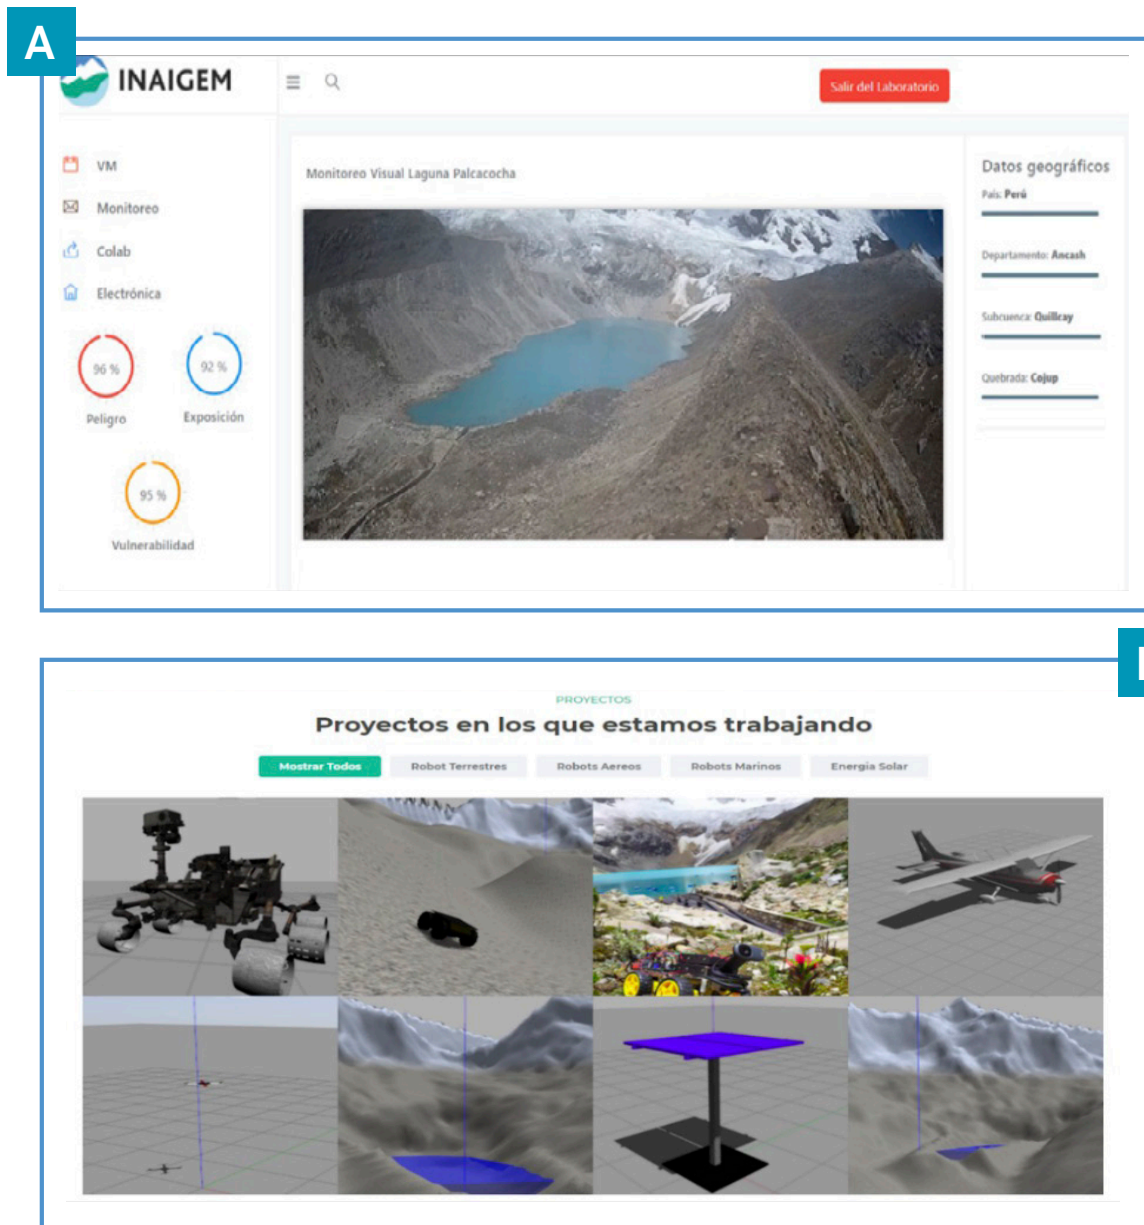 A
INAIGEM
Salir del Laboratorio
VM
Monitoreo
Colab
Electrónica
96 %
Peligro
92 %
Exposición
95 %
Vulnerabilidad
Monitoreo Visual Laguna Palcacocha
Datos geográficos
País: Perú
Departamento: Ancash
Subcuenca: Quillcay
Quebrada: Cojup
PROYECTOS
Proyectos en los que estamos trabajando
Mostrar Todos Robot Terrestres Robots Aereos Robots Marinos Energia Solar